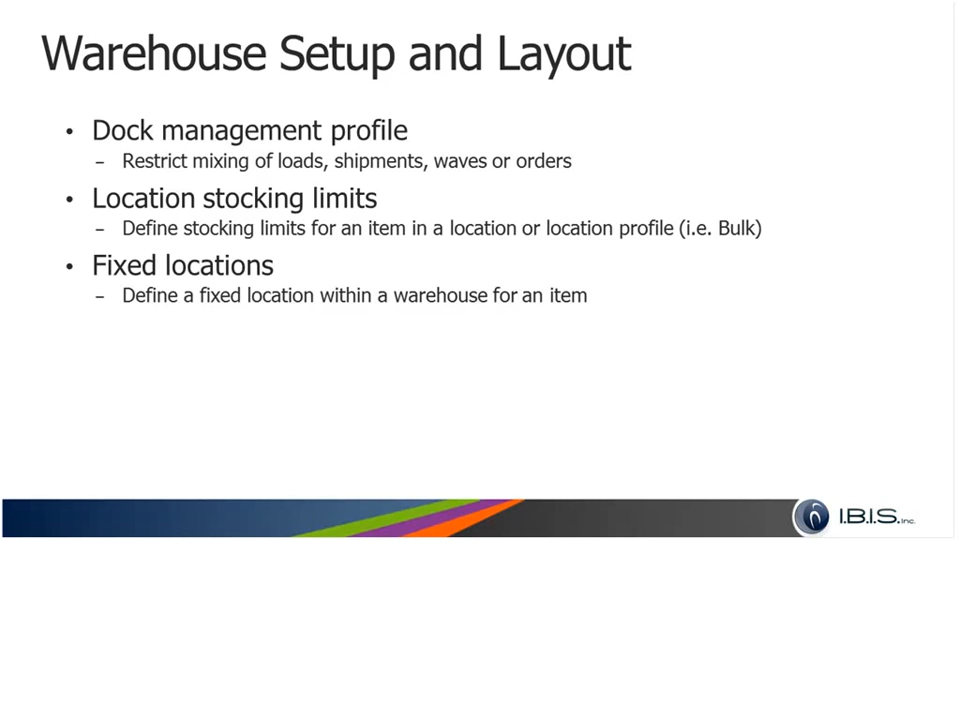 Warehouse Setup and Layout
• Dock management profile
– Restrict mixing of loads, shipments, waves or orders
• Location stocking limits
– Define stocking limits for an item in a location or location profile (i.e. Bulk)
• Fixed locations
– Define a fixed location within a warehouse for an item
I.B.I.S. Inc.